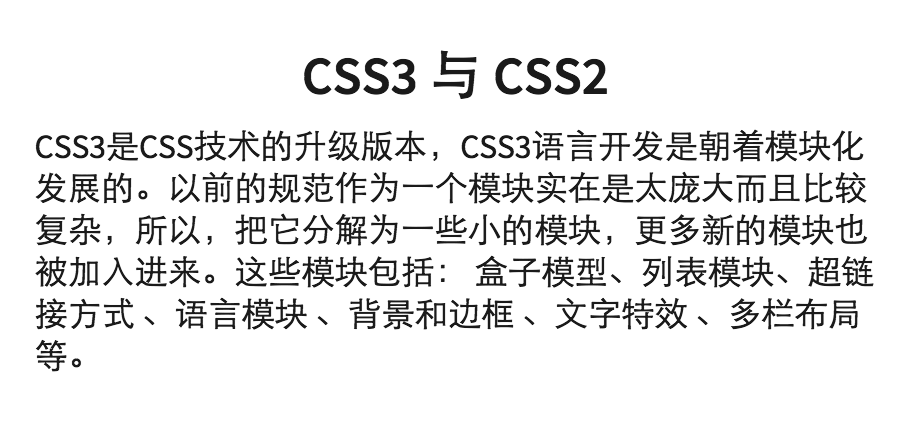 CSS3 与 CSS2
CSS3是CSS技术的升级版本，CSS3语言开发是朝着模块化
发展的。以前的规范作为一个模块实在是太庞大而且比较
复杂，所以，把它分解为一些小的模块，更多新的模块也
被加入进来。这些模块包括： 盒子模型、列表模块、超链
接方式 、语言模块 、背景和边框 、文字特效 、多栏布局
等。